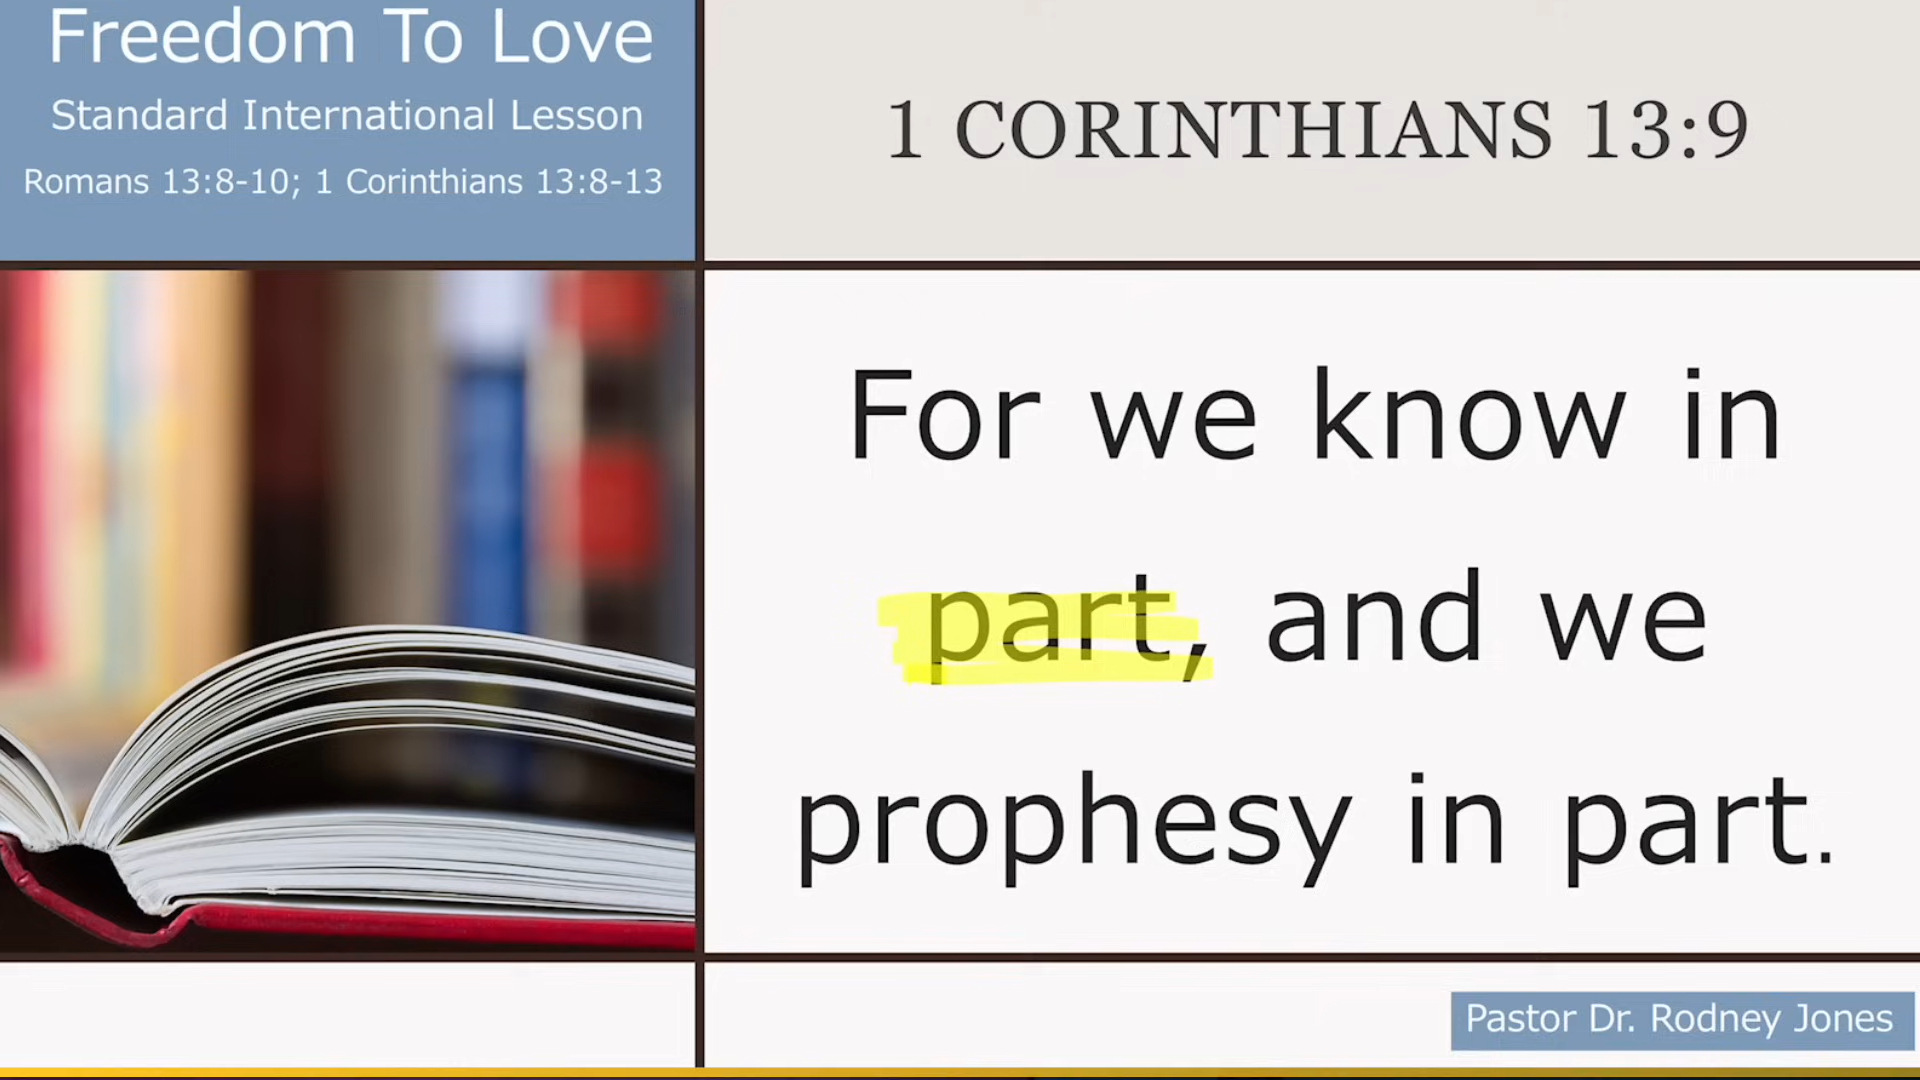 Freedom To Love
Standard International Lesson
Romans 13:8-10; 1 Corinthians 13:8-13
1 CORINTHIANS 13:9
For we know in
part, and we
prophesy in part.
Pastor Dr. Rodney Jones